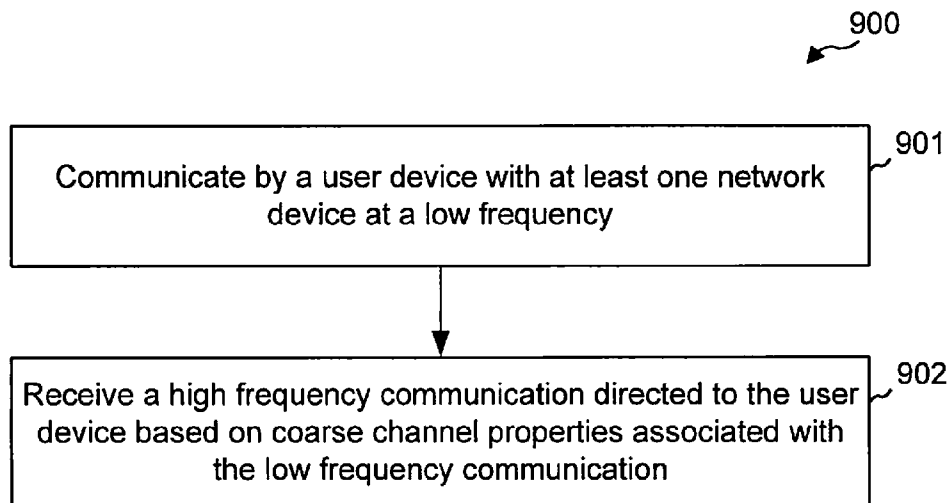 900
901
Communicate by a user device with at least one network
device at a low frequency
902
Receive a high frequency communication directed to the user
device based on coarse channel properties associated with
the low frequency communication